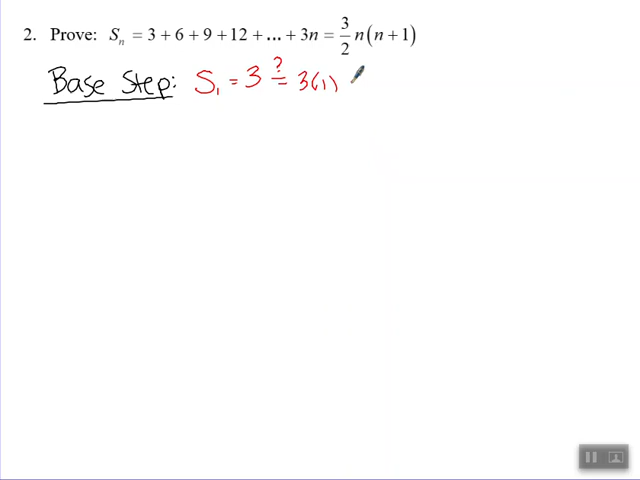 2. Prove: Sₙ = 3 + 6 + 9 + 12 + ... + 3n = 3/2 n(n + 1)
Base Step: S₁ = 3 ≟ 3(1)